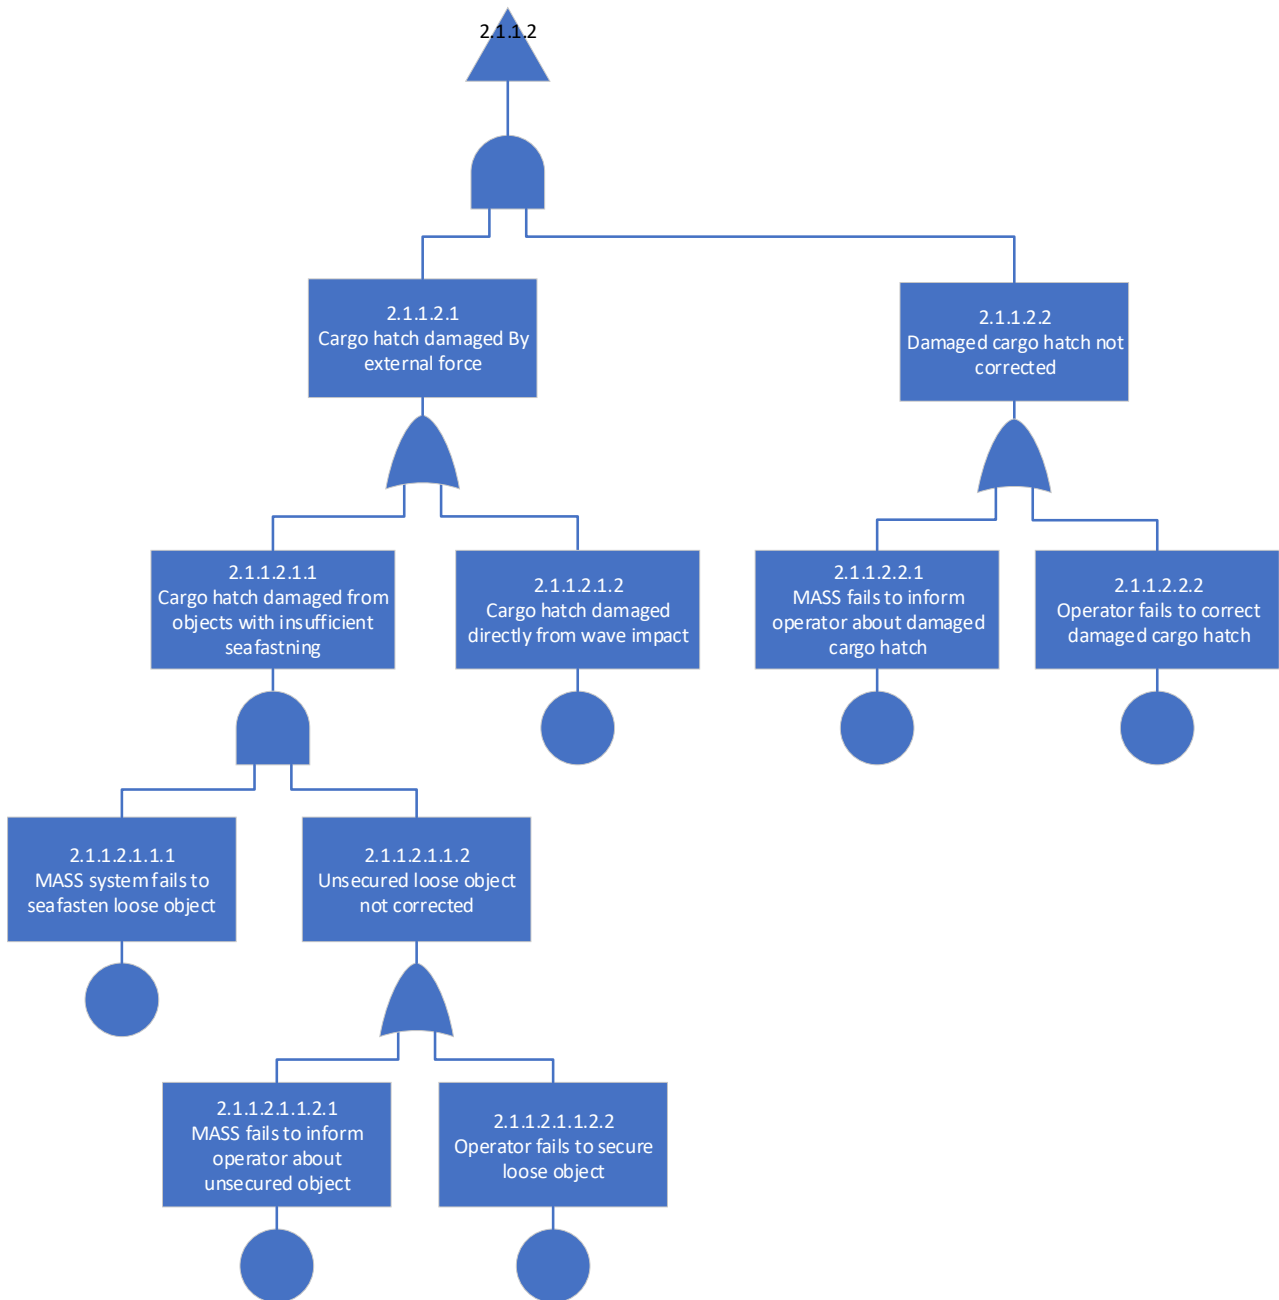 2.1.1.2
2.1.1.2.1
Cargo hatch damaged By
external force
2.1.1.2.2
Damaged cargo hatch not
corrected
2.1.1.2.1.1
Cargo hatch damaged from
objects with insufficient
seafastning
2.1.1.2.1.2
Cargo hatch damaged
directly from wave impact
2.1.1.2.2.1
MASS fails to inform
operator about damaged
cargo hatch
2.1.1.2.2.2
Operator fails to correct
damaged cargo hatch
2.1.1.2.1.1.1
MASS system fails to
seafasten loose object
2.1.1.2.1.1.2
Unsecured loose object
not corrected
2.1.1.2.1.1.2.1
MASS fails to inform
operator about
unsecured object
2.1.1.2.1.1.2.2
Operator fails to secure
loose object